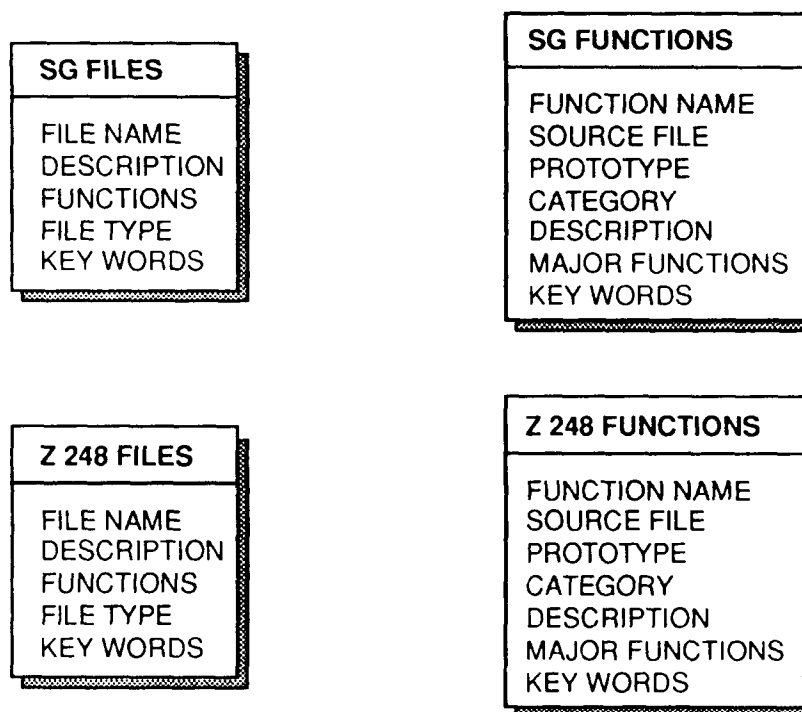 SG FILES
FILE NAME
DESCRIPTION
FUNCTIONS
FILE TYPE
KEY WORDS
SG FUNCTIONS
FUNCTION NAME
SOURCE FILE
PROTOTYPE
CATEGORY
DESCRIPTION
MAJOR FUNCTIONS
KEY WORDS
Z 248 FILES
FILE NAME
DESCRIPTION
FUNCTIONS
FILE TYPE
KEY WORDS
Z 248 FUNCTIONS
FUNCTION NAME
SOURCE FILE
PROTOTYPE
CATEGORY
DESCRIPTION
MAJOR FUNCTIONS
KEY WORDS